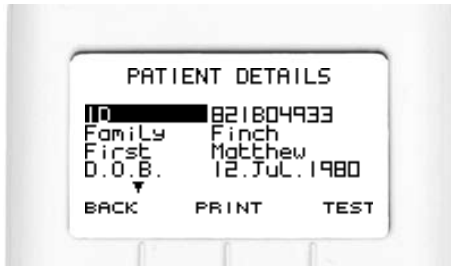 PATIENT DETAILS
ID 821804933
Family Finch
First Matthew
D.O.B. 12.Jul.1980
BACK PRINT TEST